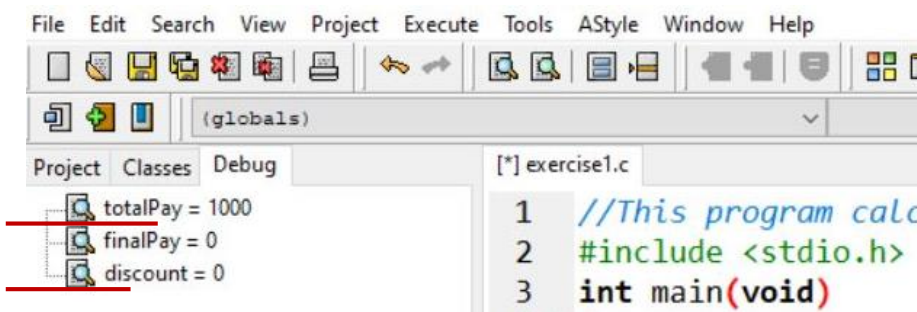 File Edit Search View Project Execute Tools AStyle Window Help
(globals)
Project Classes Debug
[*] exercise1.c
totalPay = 1000
finalPay = 0
discount = 0
1 //This program calc
2 #include <stdio.h>
3 int main(void)